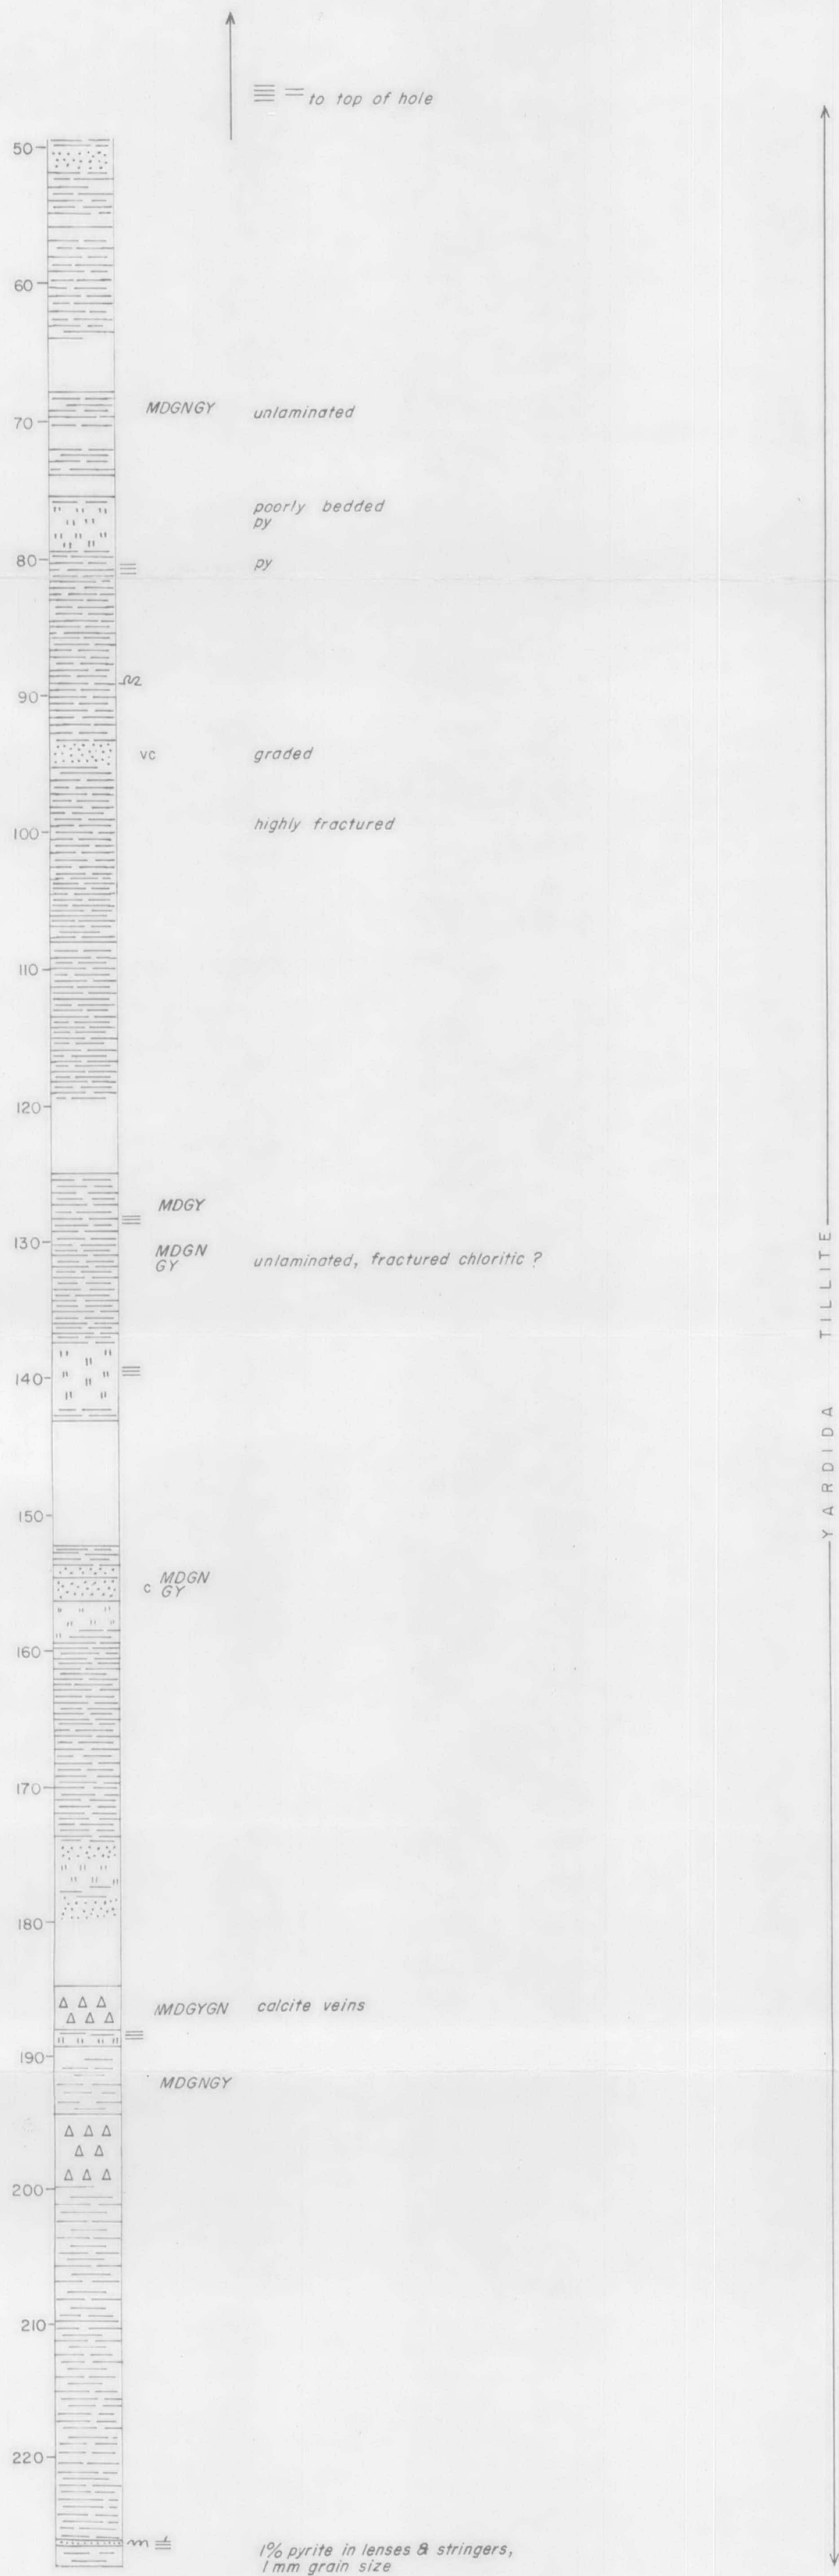 to top of hole
50
60
MDGNGY unlaminated
70
poorly bedded
py
80
py
90
vc graded
highly fractured
100
110
120
MDGY
130
MDGN
GY
unlaminated, fractured chloritic ?
140
150
MDGN
c GY
160
170
180
MDGYGN calcite veins
190
MDGNGY
200
210
220
1% pyrite in lenses & stringers,
1mm grain size
YARDIDA TILLITE